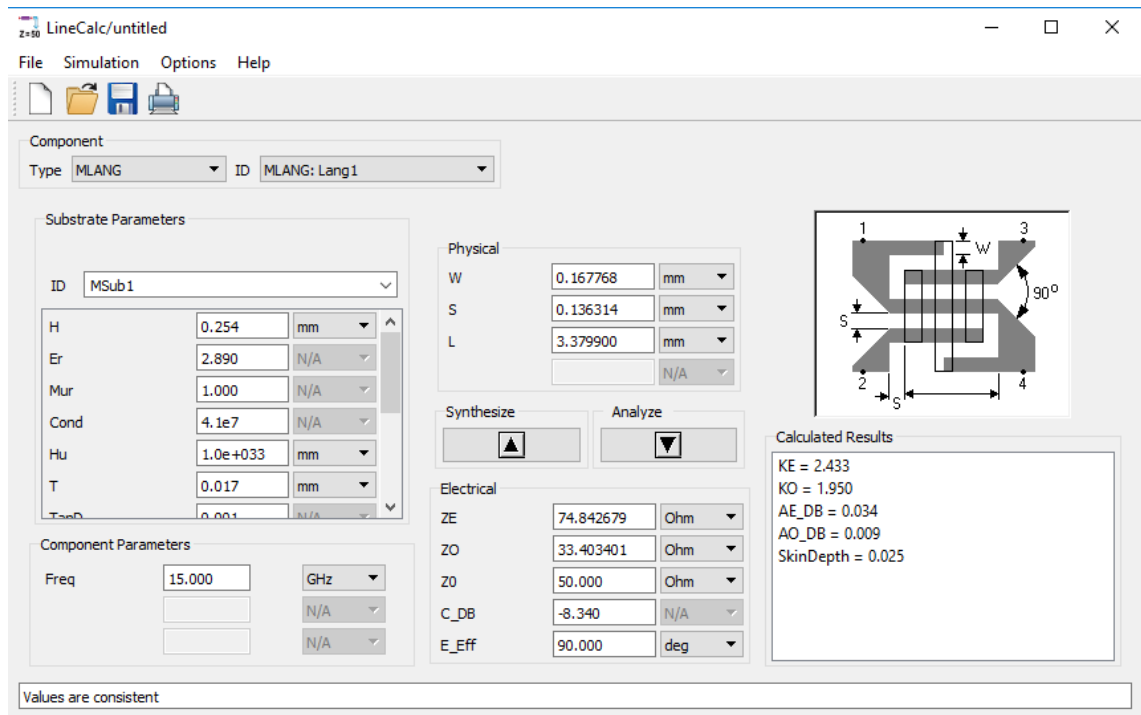 Z=50 LineCalc/untitled
File Simulation Options Help
Component
Type MLANG ID MLANG: Lang1
Substrate Parameters
ID MSub1
H 0.254 mm
Er 2.890 N/A
Mur 1.000 N/A
Cond 4.1e7 N/A
Hu 1.0e+033 mm
T 0.017 mm
TanD 0.001 N/A
Component Parameters
Freq 15.000 GHz
N/A
N/A
Physical
W 0.167768 mm
S 0.136314 mm
L 3.379900 mm
N/A
Synthesize Analyze
Electrical
ZE 74.842679 Ohm
ZO 33.403401 Ohm
Z0 50.000 Ohm
C_DB -8.340 N/A
E_Eff 90.000 deg
1 3
W
90º
S
2 4
S
Calculated Results
KE = 2.433
KO = 1.950
AE_DB = 0.034
AO_DB = 0.009
SkinDepth = 0.025
Values are consistent